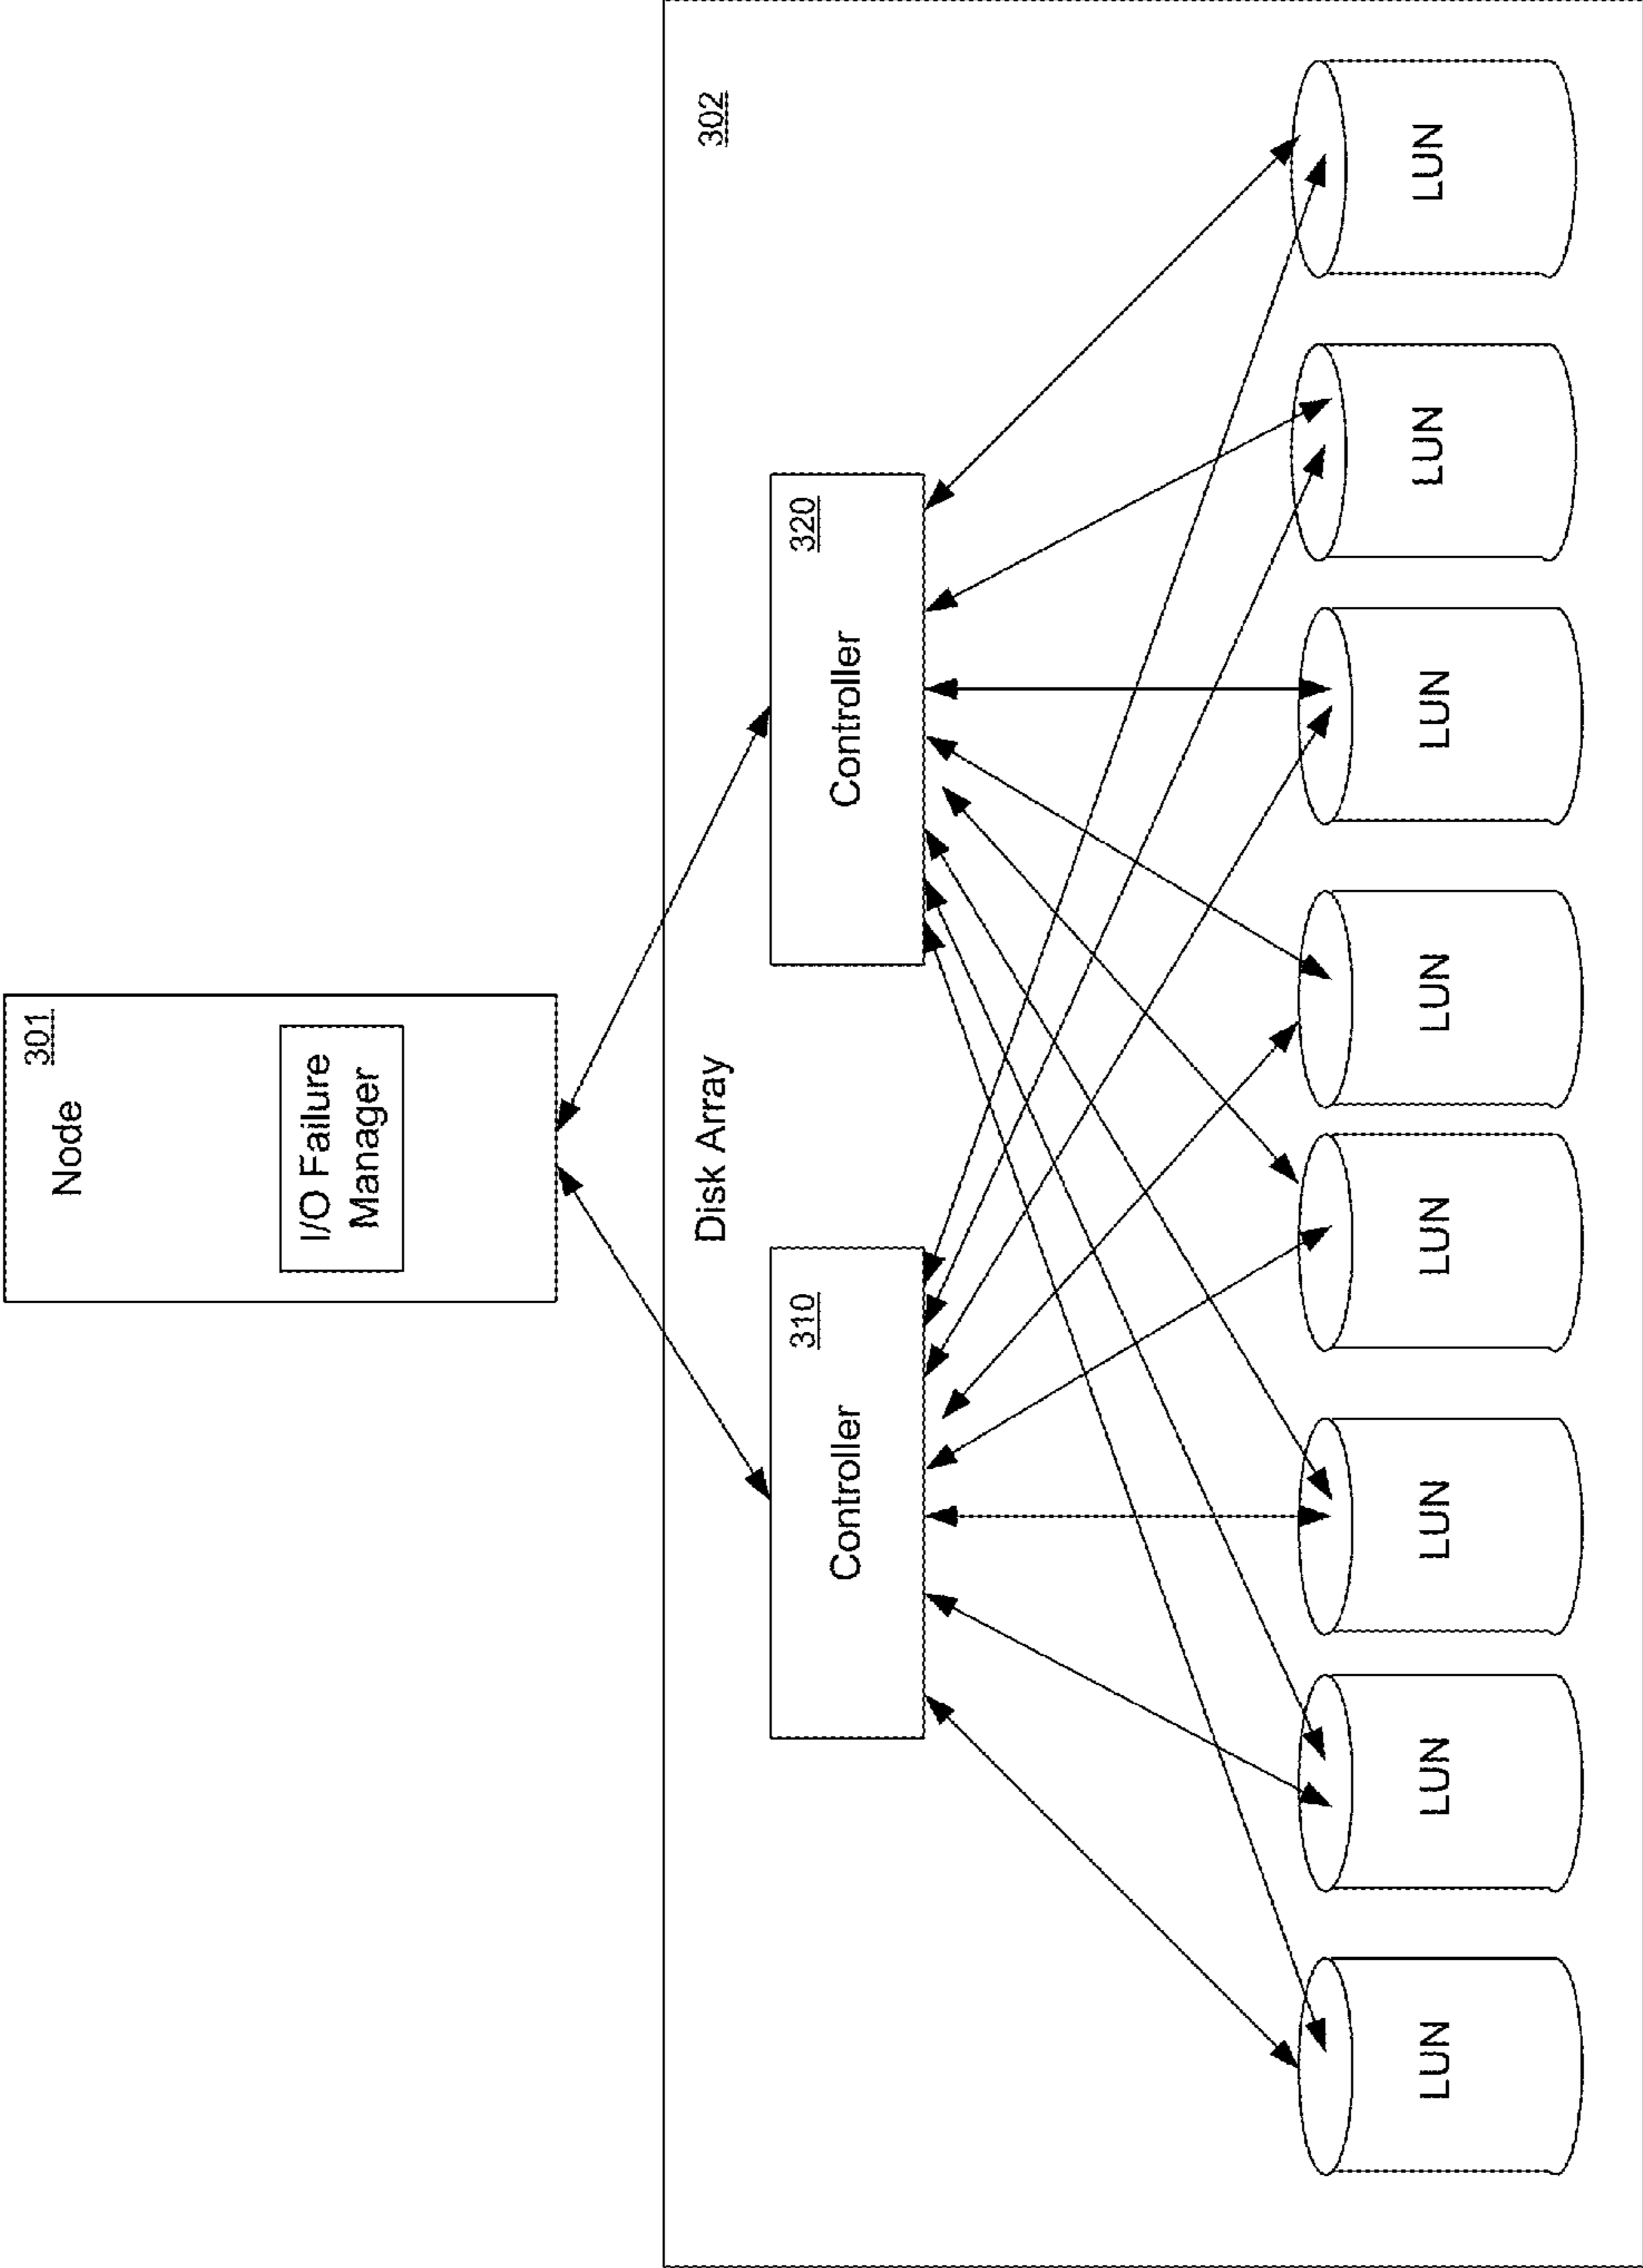 Node
301
I/O Failure
Manager
Disk Array
302
Controller
310
Controller
320
LUN
LUN
LUN
LUN
LUN
LUN
LUN
LUN